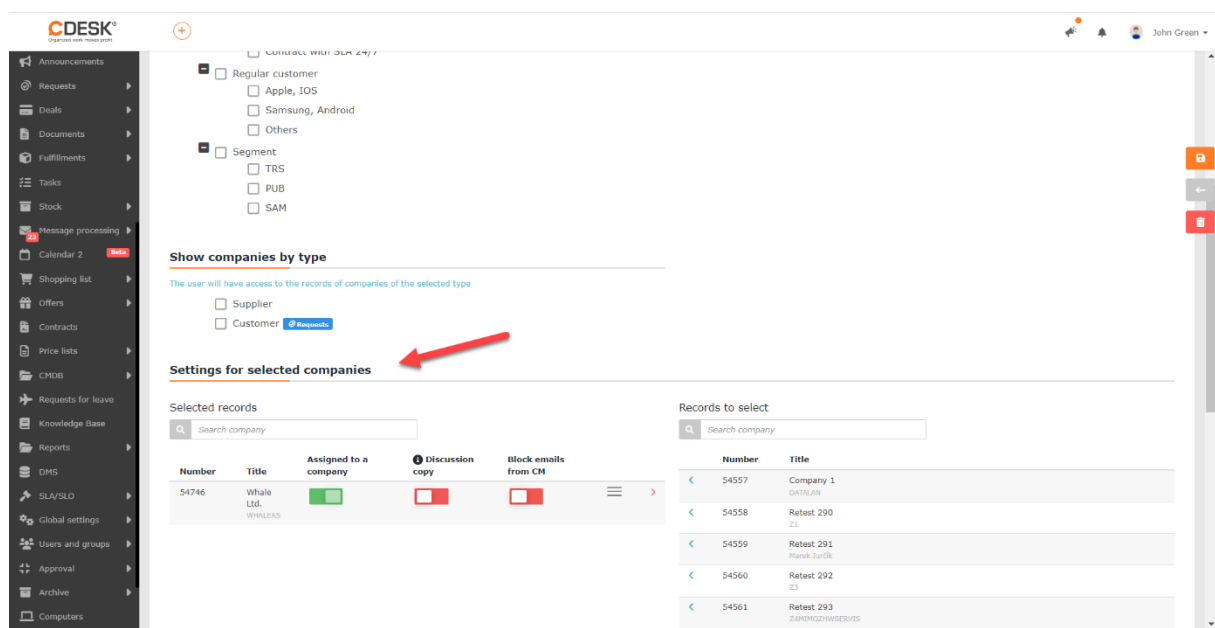 CDESK®
Organized work makes profit
John Green
Announcements
Requests
Deals
Documents
Fulfillments
Tasks
Stock
Message processing
23
Calendar 2 Beta
Shopping list
Offers
Contracts
Price lists
CMDB
Requests for leave
Knowledge Base
Reports
DMS
SLA/SLO
Global settings
Users and groups
Approval
Archive
Computers
Contract with SLA 24/7
Regular customer
Apple, IOS
Samsung, Android
Others
Segment
TRS
PUB
SAM
Show companies by type
The user will have access to the records of companies of the selected type
Supplier
Customer @Requests
Settings for selected companies
Selected records
Search company
Number Title Assigned to a company Discussion copy Block emails from CM
54746 Whale Ltd.
WHALEAS
Records to select
Search company
Number Title
54557 Company 1
DATALAN
54558 Retest 290
Z1
54559 Retest 291
Marek Jurčík
54560 Retest 292
Z3
54561 Retest 293
Z4MIMOZHWSERVIS